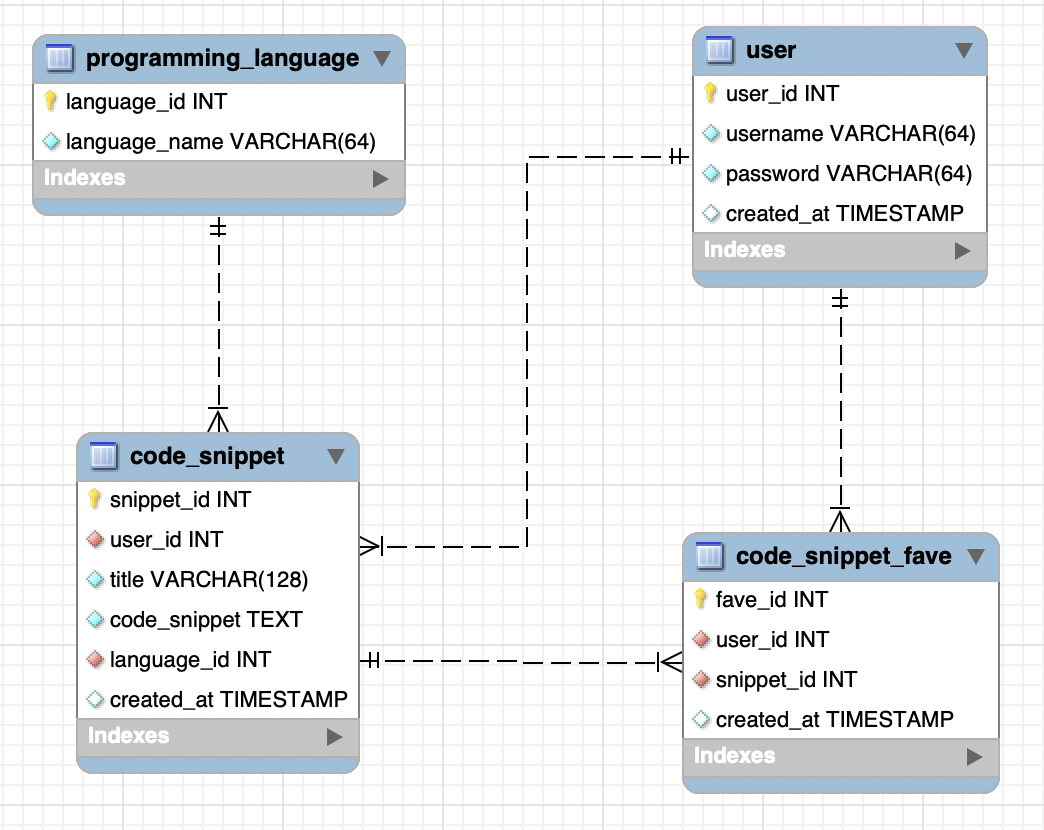 programming_language
language_id INT
language_name VARCHAR(64)
Indexes
user
user_id INT
username VARCHAR(64)
password VARCHAR(64)
created_at TIMESTAMP
Indexes
code_snippet
snippet_id INT
user_id INT
title VARCHAR(128)
code_snippet TEXT
language_id INT
created_at TIMESTAMP
Indexes
code_snippet_fave
fave_id INT
user_id INT
snippet_id INT
created_at TIMESTAMP
Indexes